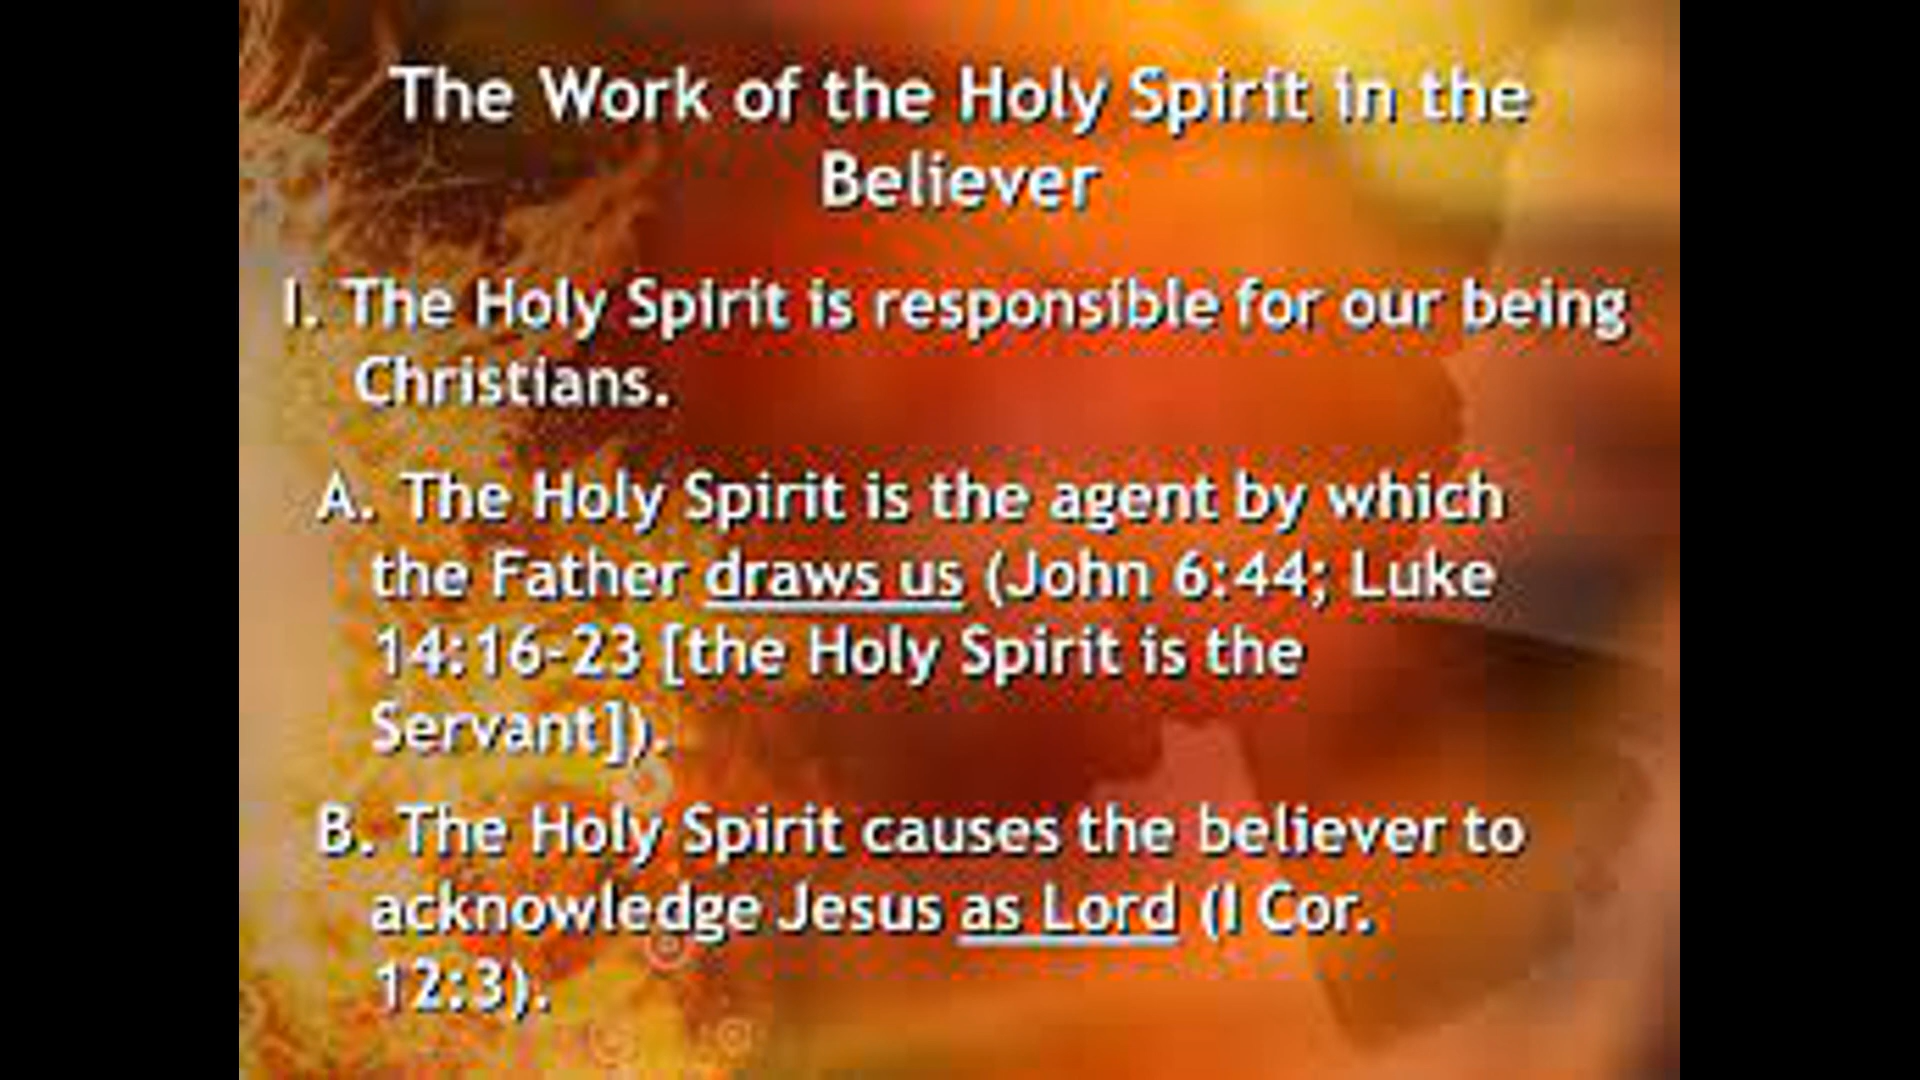 The Work of the Holy Spirit in the
Believer
I. The Holy Spirit is responsible for our being
Christians.
A. The Holy Spirit is the agent by which
the Father draws us (John 6:44; Luke
14:16-23 [the Holy Spirit is the
Servant]).
B. The Holy Spirit causes the believer to
acknowledge Jesus as Lord (I Cor.
12:3).